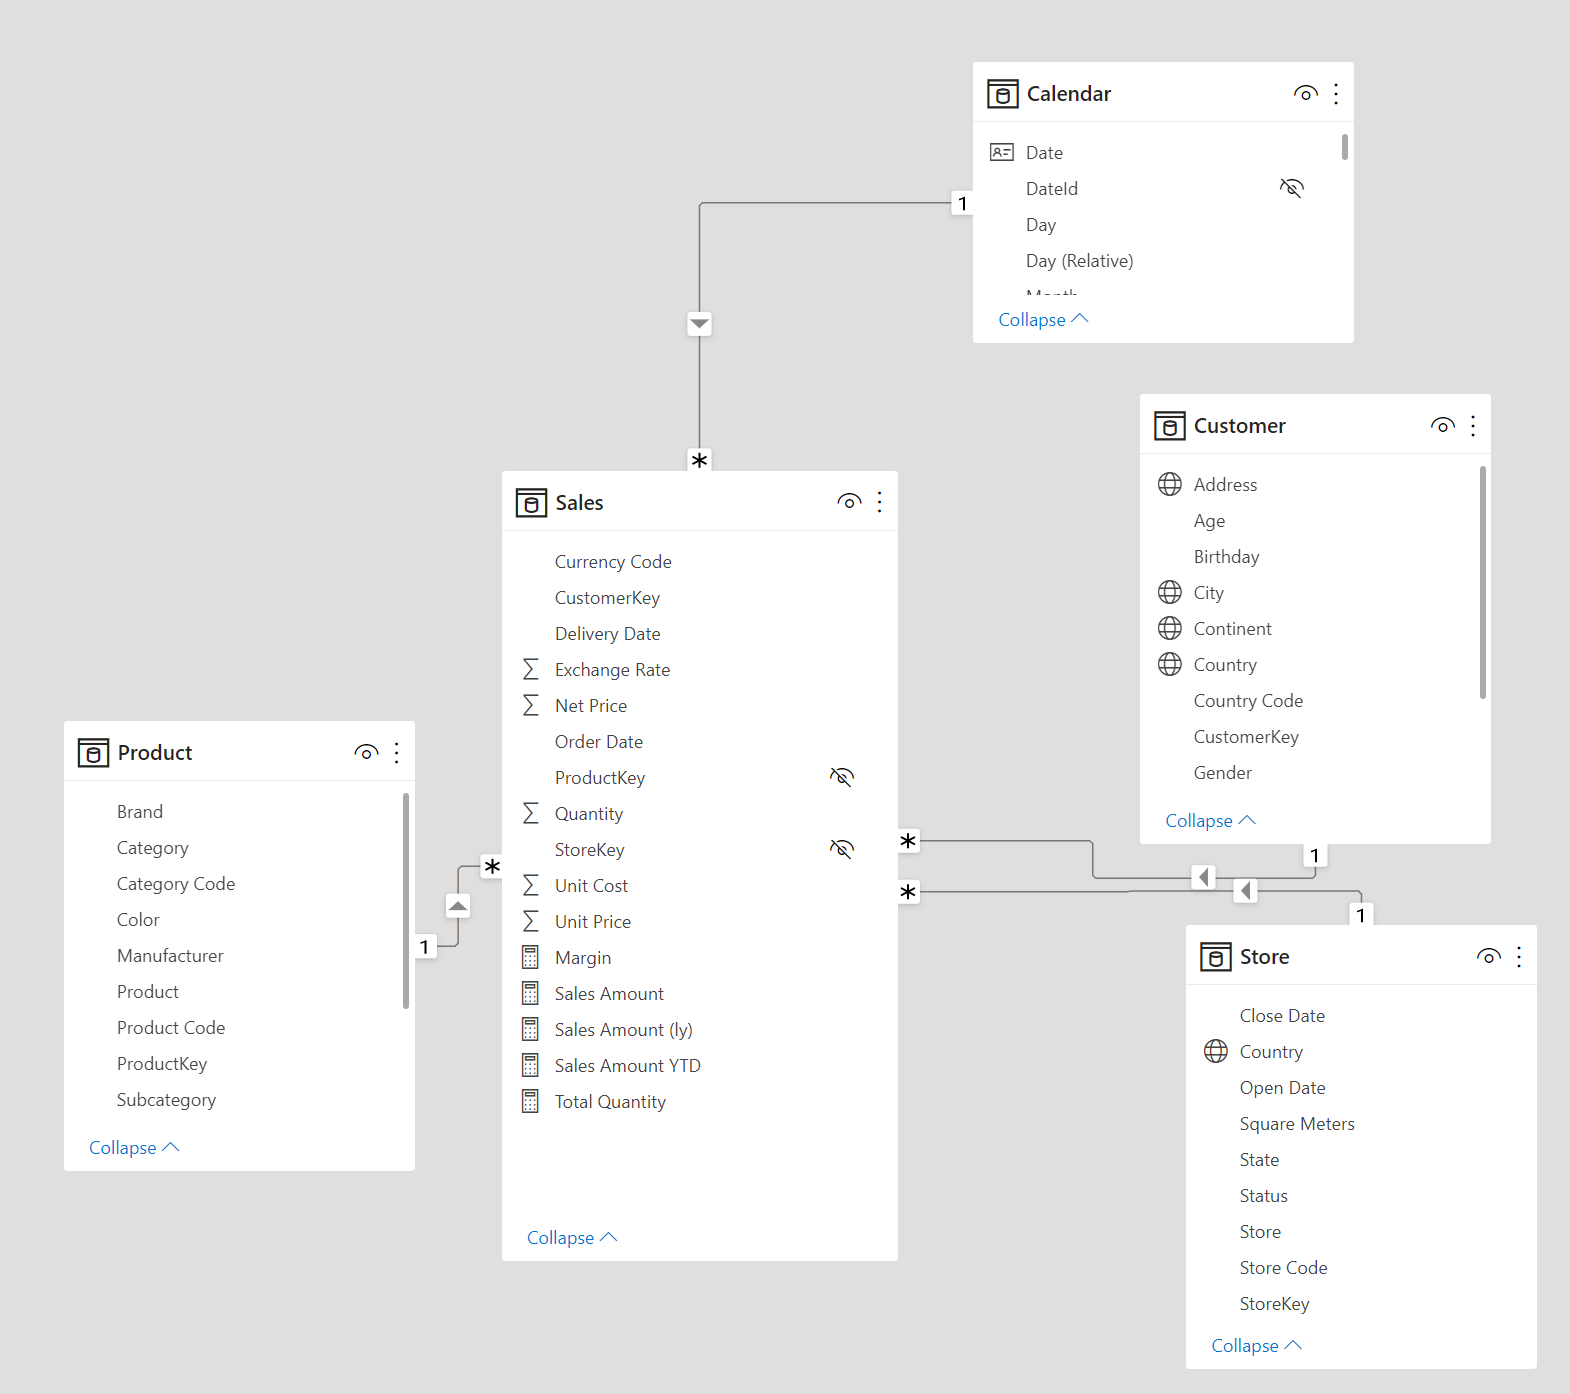 Calendar
Date
DateId
Day
Day (Relative)
Month
Collapse
1
*
Customer
Address
Age
Birthday
City
Continent
Country
Country Code
CustomerKey
Gender
Collapse
1
Sales
Currency Code
CustomerKey
Delivery Date
Exchange Rate
Net Price
Order Date
ProductKey
Quantity
StoreKey
Unit Cost
Unit Price
Margin
Sales Amount
Sales Amount (ly)
Sales Amount YTD
Total Quantity
Collapse
*
*
*
Product
Brand
Category
Category Code
Color
Manufacturer
Product
Product Code
ProductKey
Subcategory
Collapse
1
1
Store
Close Date
Country
Open Date
Square Meters
State
Status
Store
Store Code
StoreKey
Collapse